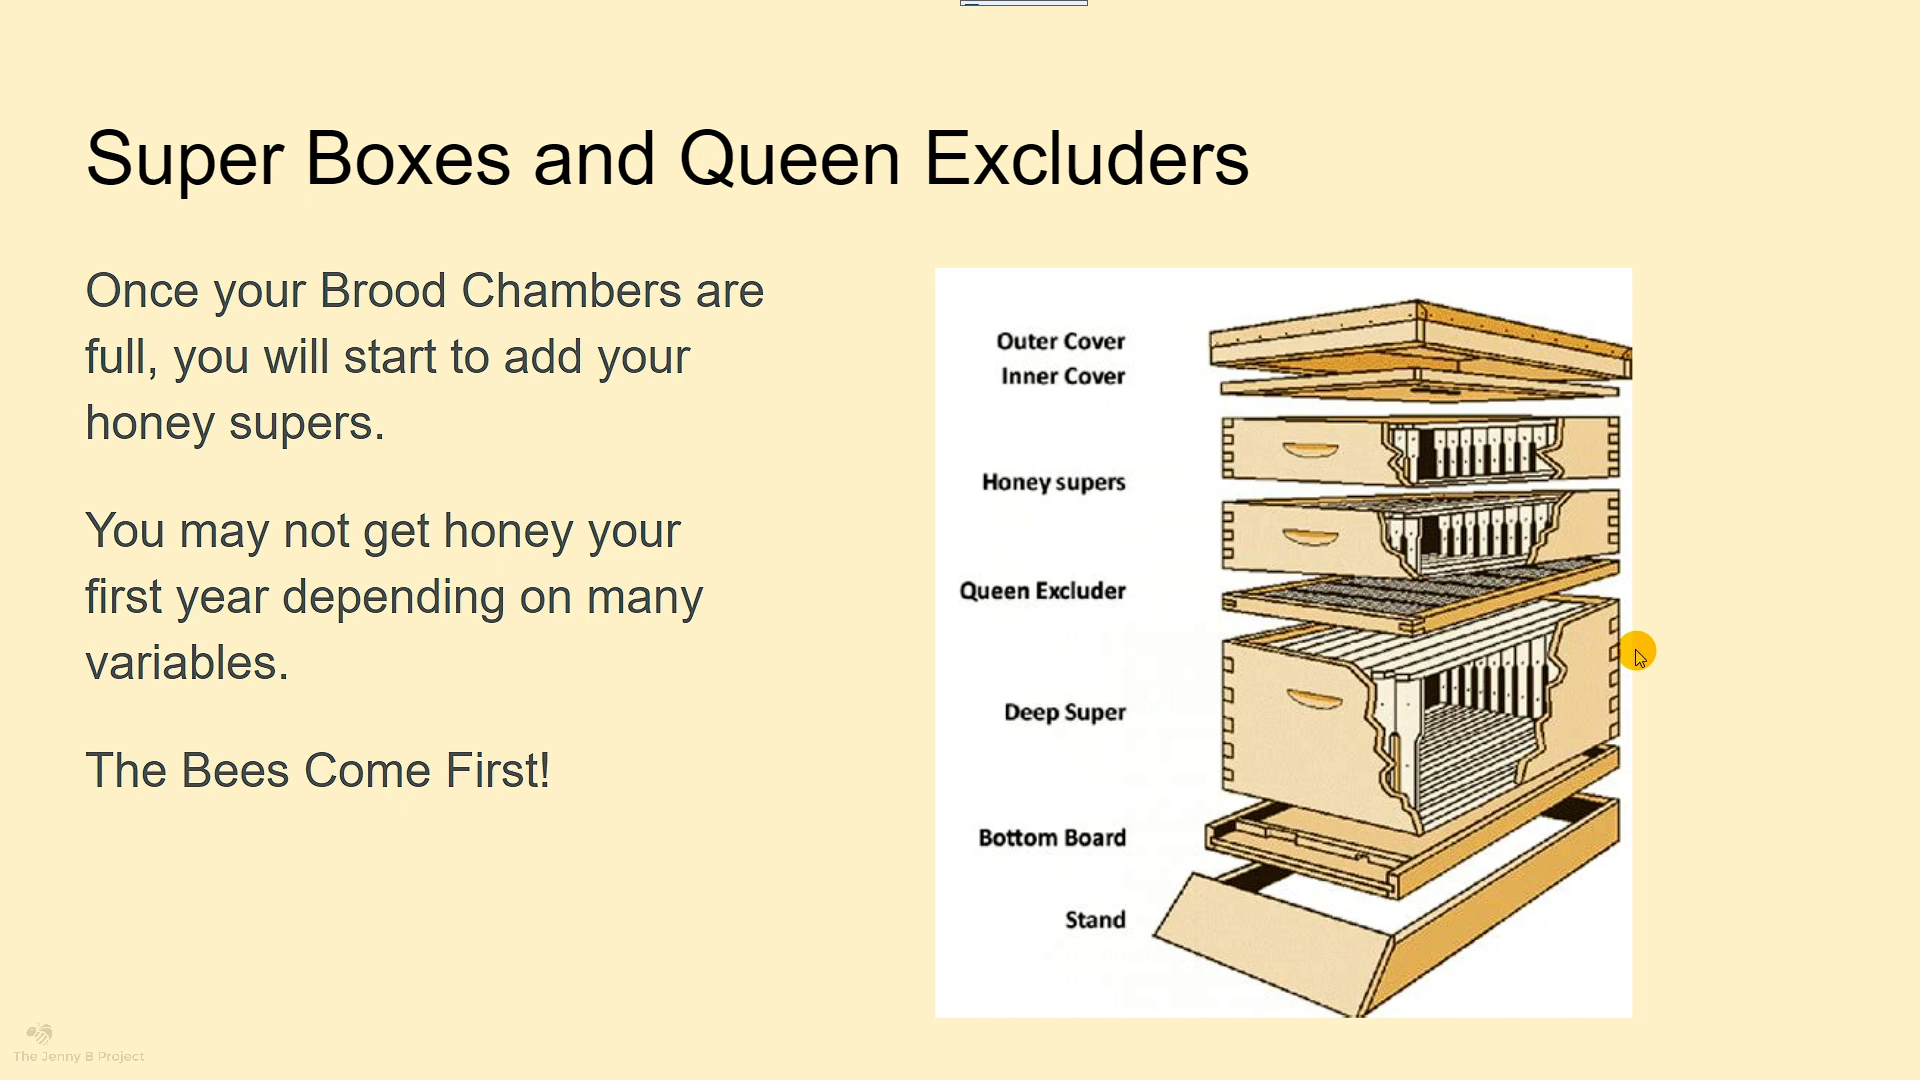 Super Boxes and Queen Excluders
Once your Brood Chambers are
full, you will start to add your
honey supers.
You may not get honey your
first year depending on many
variables.
The Bees Come First!
Outer Cover
Inner Cover
Honey supers
Queen Excluder
Deep Super
Bottom Board
Stand
The Jenny B Project